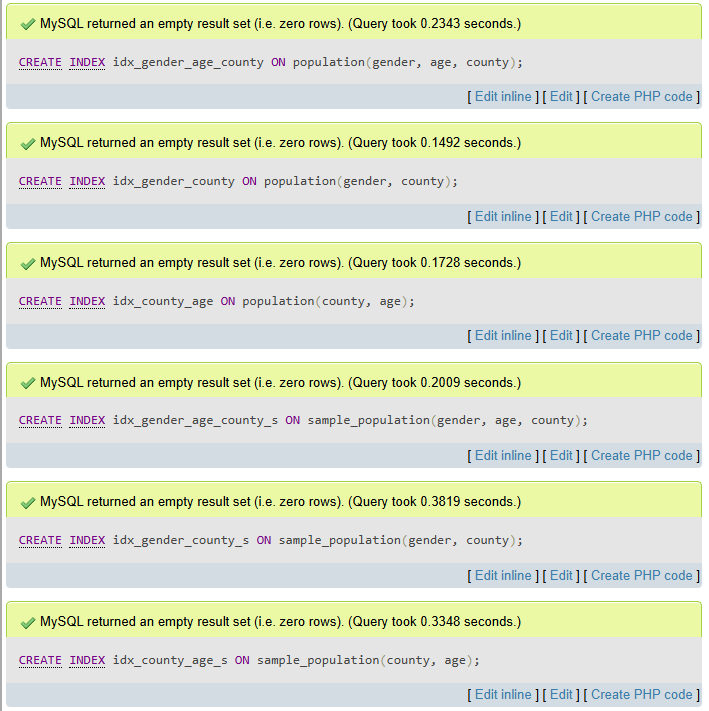 MySQL returned an empty result set (i.e. zero rows). (Query took 0.2343 seconds.)
CREATE INDEX idx_gender_age_county ON population(gender, age, county);
[ Edit inline ] [ Edit ] [ Create PHP code ]
MySQL returned an empty result set (i.e. zero rows). (Query took 0.1492 seconds.)
CREATE INDEX idx_gender_county ON population(gender, county);
[ Edit inline ] [ Edit ] [ Create PHP code ]
MySQL returned an empty result set (i.e. zero rows). (Query took 0.1728 seconds.)
CREATE INDEX idx_county_age ON population(county, age);
[ Edit inline ] [ Edit ] [ Create PHP code ]
MySQL returned an empty result set (i.e. zero rows). (Query took 0.2009 seconds.)
CREATE INDEX idx_gender_age_county_s ON sample_population(gender, age, county);
[ Edit inline ] [ Edit ] [ Create PHP code ]
MySQL returned an empty result set (i.e. zero rows). (Query took 0.3819 seconds.)
CREATE INDEX idx_gender_county_s ON sample_population(gender, county);
[ Edit inline ] [ Edit ] [ Create PHP code ]
MySQL returned an empty result set (i.e. zero rows). (Query took 0.3348 seconds.)
CREATE INDEX idx_county_age_s ON sample_population(county, age);
[ Edit inline ] [ Edit ] [ Create PHP code ]